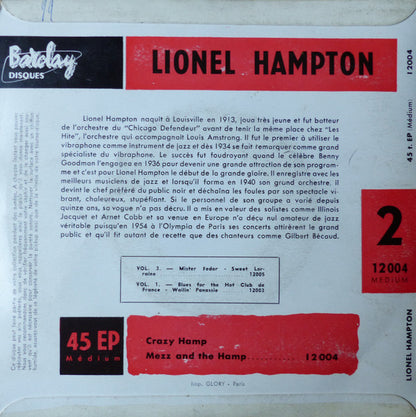 Barclay
DISQUES
LIONEL HAMPTON
12004
45 t. EP Médium
Lionel Hampton naquit à Louisville en 1913, joua très jeune et fut batteur
de l'orchestre du "Chicago Defendeur" avant de tenir la même place chez "Les
Hite", l'orchestre qui accompagnait Louis Amstrong. Il fut le premier à utiliser le
vibraphone comme instrument de jazz et dès 1934 se fait remarquer comme grand
spécialiste du vibraphone. Le succès fut foudroyant quand le célèbre Benny
Goodman l'engagea en 1936 pour devenir une grande attraction de son program-
me et c'est pour Lionel Hampton le début de la grande gloire. Il enregistre avec les
meilleurs musiciens de jazz et lorsqu'il forma en 1940 son grand orchestre. Il
devint le chef préféré du public noir et déchaîna les foules par son spectacle vi-
brant, chaleureux, stupéfiant. Si le personnel de son groupe a varié depuis
quinze ans, sa vogue n'a pas décru. Il a mis en valeur des solistes comme Illinois
Jacquet et Arnet Cobb et sa venue en Europe n'a déçu nul amateur de jazz
véritable puisqu'en 1954 à l'Olympia de Paris ses concerts attirèrent le grand
public et qu'il fit autant de recette que des chanteurs comme Gilbert Bécaud.
2
12004
MEDIUM
VOL. 3. — Mister Jador - Sweet Lor-
raine 12005
VOL. 1. — Blues for the Hot Club de
France - Wailin' Panassie 12003
45 EP
Médium
Crazy Hamp
Mezz and the Hamp............ 12004
LIONEL HAMPTON
Imp. GLORY - Paris